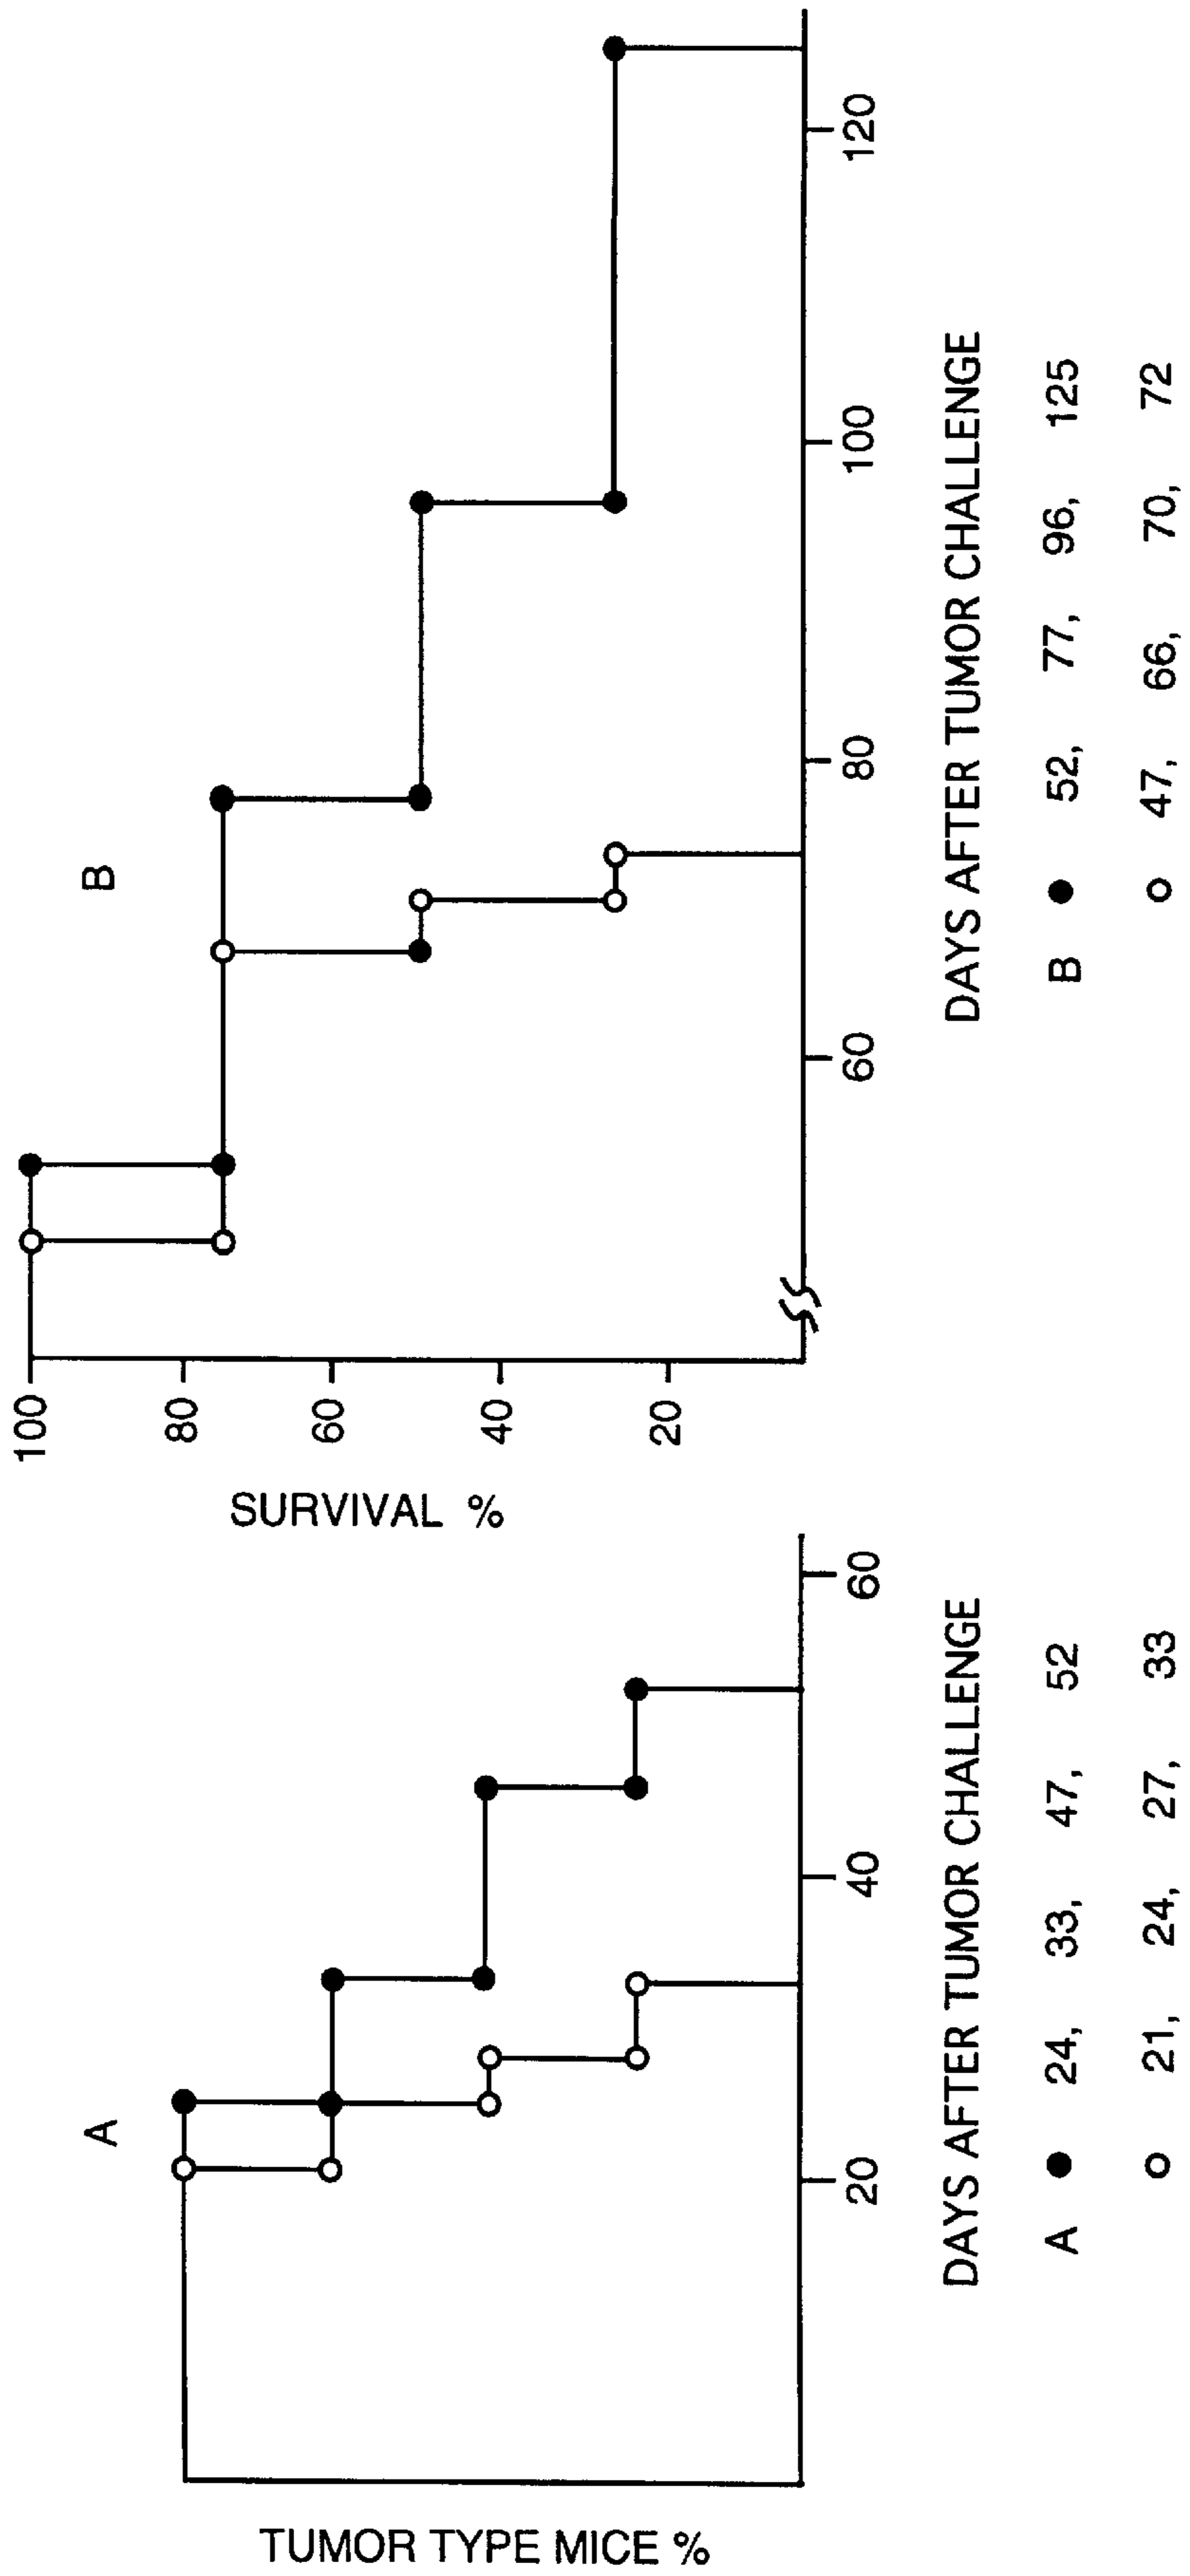 A
TUMOR TYPE MICE %
20 40 60
DAYS AFTER TUMOR CHALLENGE
A ● 24, 33, 47, 52
○ 21, 24, 27, 33
B
SURVIVAL %
100
80
60
40
20
60 80 100 120
DAYS AFTER TUMOR CHALLENGE
B ● 52, 77, 96, 125
○ 47, 66, 70, 72